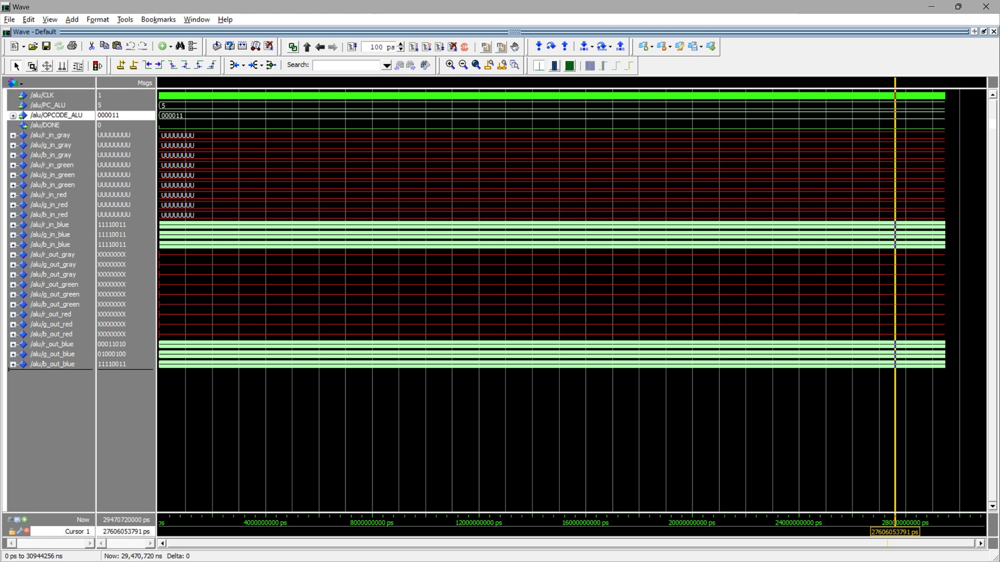 Wave
File Edit View Add Format Tools Bookmarks Window Help
Wave - Default
100 ps
Search:
Msgs
/alu/CLK 1
/alu/PC_ALU 5 5
/alu/OPCODE_ALU 000011 000011
/alu/DONE 0
/alu/r_in_gray UUUUUUUU UUUUUUUU
/alu/g_in_gray UUUUUUUU UUUUUUUU
/alu/b_in_gray UUUUUUUU UUUUUUUU
/alu/r_in_green UUUUUUUU UUUUUUUU
/alu/g_in_green UUUUUUUU UUUUUUUU
/alu/b_in_green UUUUUUUU UUUUUUUU
/alu/r_in_red UUUUUUUU UUUUUUUU
/alu/g_in_red UUUUUUUU UUUUUUUU
/alu/b_in_red UUUUUUUU UUUUUUUU
/alu/r_in_blue 11110011
/alu/g_in_blue 11110011
/alu/b_in_blue 11110011
/alu/r_out_gray XXXXXXXX
/alu/g_out_gray XXXXXXXX
/alu/b_out_gray XXXXXXXX
/alu/r_out_green XXXXXXXX
/alu/g_out_green XXXXXXXX
/alu/b_out_green XXXXXXXX
/alu/r_out_red XXXXXXXX
/alu/g_out_red XXXXXXXX
/alu/b_out_red XXXXXXXX
/alu/r_out_blue 00011010
/alu/g_out_blue 01000100
/alu/b_out_blue 11110011
Now 29470720000 ps
ps 4000000000 ps 8000000000 ps 12000000000 ps 16000000000 ps 20000000000 ps 24000000000 ps 28000000000 ps
Cursor 1 27606053791 ps 27606053791 ps
0 ps to 30944256 ns Now: 29,470,720 ns Delta: 0